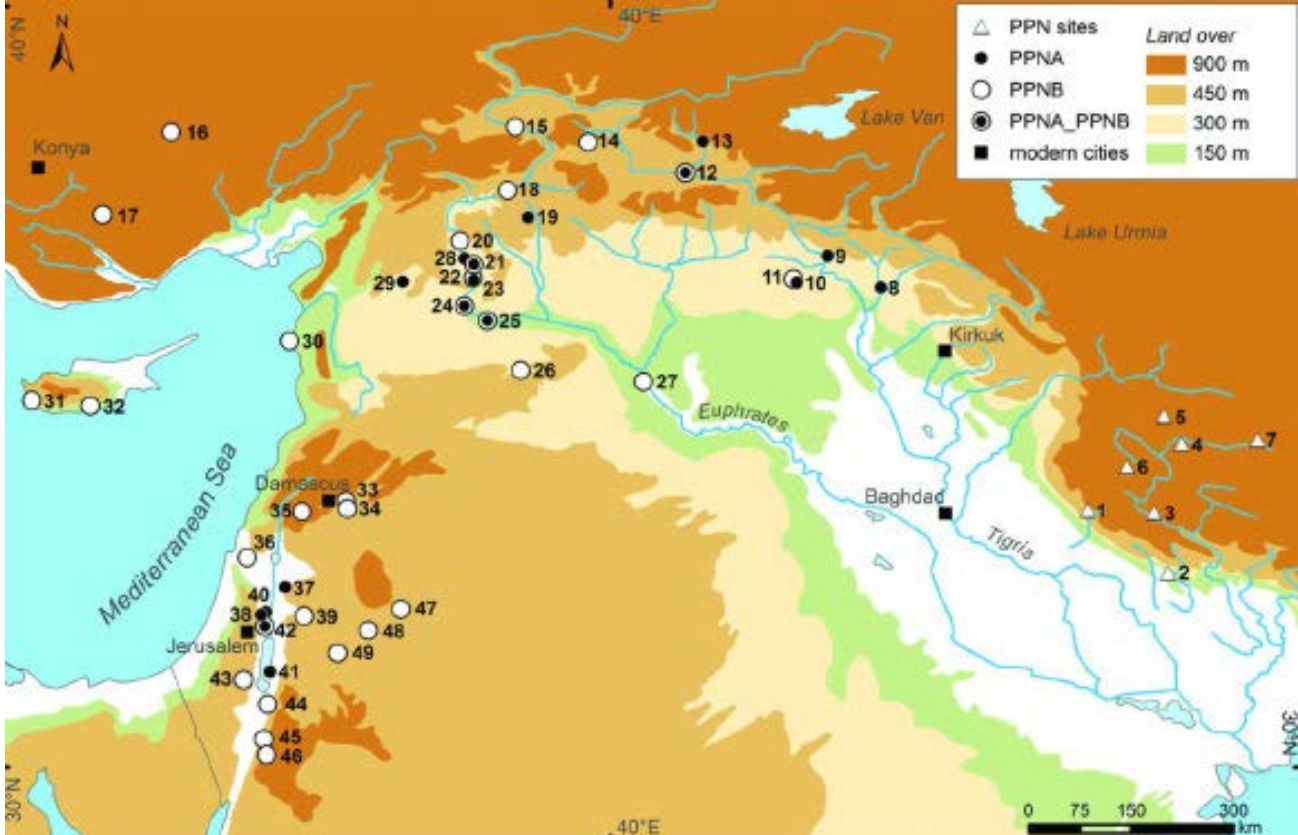 40°N
N
40°E
PPN sites
PPNA
PPNB
PPNA_PPNB
modern cities
Land over
900 m
450 m
300 m
150 m
Lake Van
Lake Urmia
Konya
16
15
14
13
12
17
18
19
20
28
21
22
23
29
24
25
9
11
10
8
30
26
27
Kirkuk
31
32
Euphrates
5
4
7
6
Mediterranean Sea
Damascus
33
34
35
Baghdad
1
3
Tigris
2
36
37
40
38
39
42
Jerusalem
47
48
49
41
43
44
45
46
30°N
30°N
40°E
0
75
150
300
km